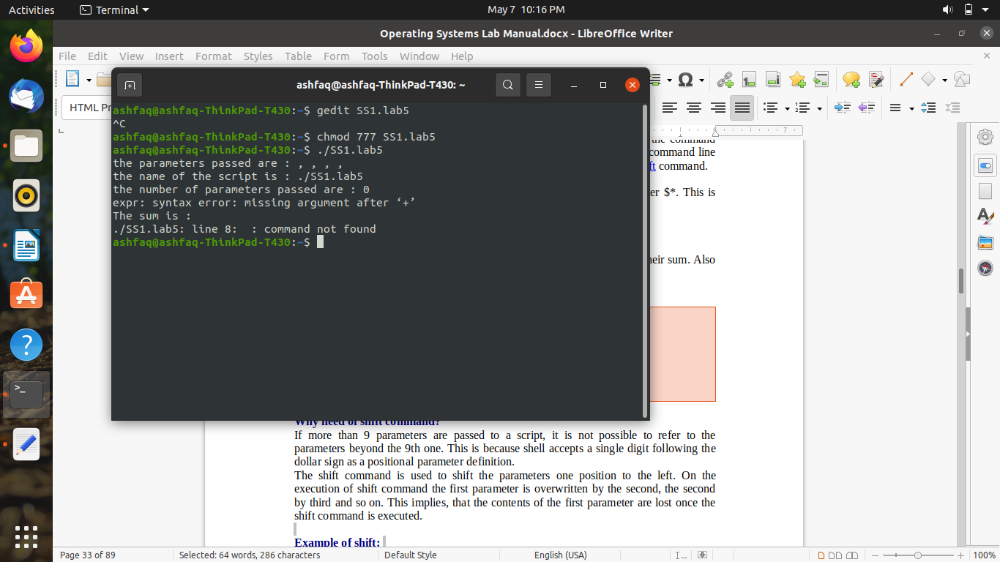 Activities
Terminal
May 7 10:16 PM
Operating Systems Lab Manual.docx - LibreOffice Writer
File Edit View Insert Format Styles Table Form Tools Window Help
ashfaq@ashfaq-ThinkPad-T430: ~
HTML Pr
ashfaq@ashfaq-ThinkPad-T430:~$ gedit SS1.lab5
^C
ashfaq@ashfaq-ThinkPad-T430:~$ chmod 777 SS1.lab5
ashfaq@ashfaq-ThinkPad-T430:~$ ./SS1.lab5
the parameters passed are : , , , ,
the name of the script is : ./SS1.lab5
the number of parameters passed are : 0
expr: syntax error: missing argument after ‘+’
The sum is :
./SS1.lab5: line 8:  : command not found
ashfaq@ashfaq-ThinkPad-T430:~$
7
the command
command line
ft command.
er $*. This is
heir sum. Also
Why need of shift command?
If more than 9 parameters are passed to a script, it is not possible to refer to the
parameters beyond the 9th one. This is because shell accepts a single digit following the
dollar sign as a positional parameter definition.
The shift command is used to shift the parameters one position to the left. On the
execution of shift command the first parameter is overwritten by the second, the second
by third and so on. This implies, that the contents of the first parameter are lost once the
shift command is executed.
Example of shift:
Page 33 of 89
Selected: 64 words, 286 characters
Default Style
English (USA)
100%